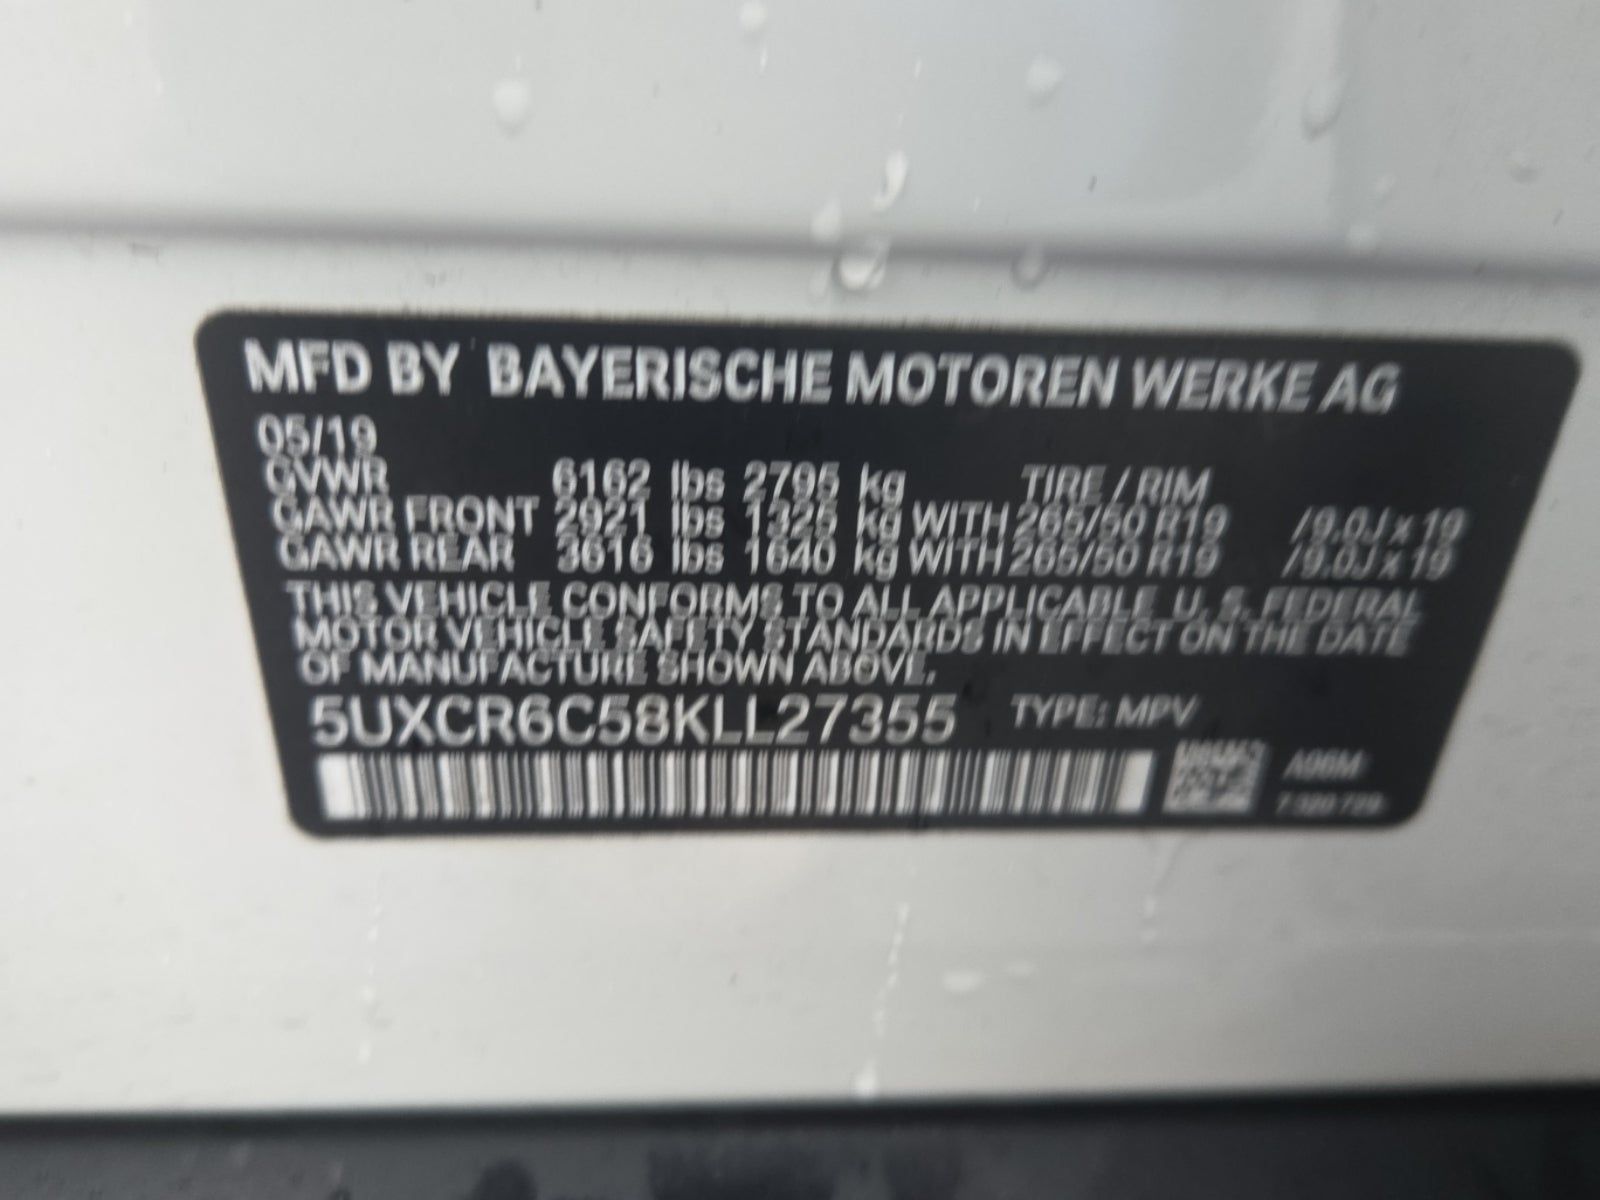 MFD BY BAYERISCHE MOTOREN WERKE AG
05/19
GVWR 6162 lbs 2795 kg TIRE / RIM
GAWR FRONT 2921 lbs 1325 kg WITH 265/50 R19 /9.0J x 19
GAWR REAR 3616 lbs 1640 kg WITH 265/50 R19 /9.0J x 19
THIS VEHICLE CONFORMS TO ALL APPLICABLE U. S. FEDERAL
MOTOR VEHICLE SAFETY STANDARDS IN EFFECT ON THE DATE
OF MANUFACTURE SHOWN ABOVE.
5UXCR6C58KLL27355 TYPE: MPV
A96M